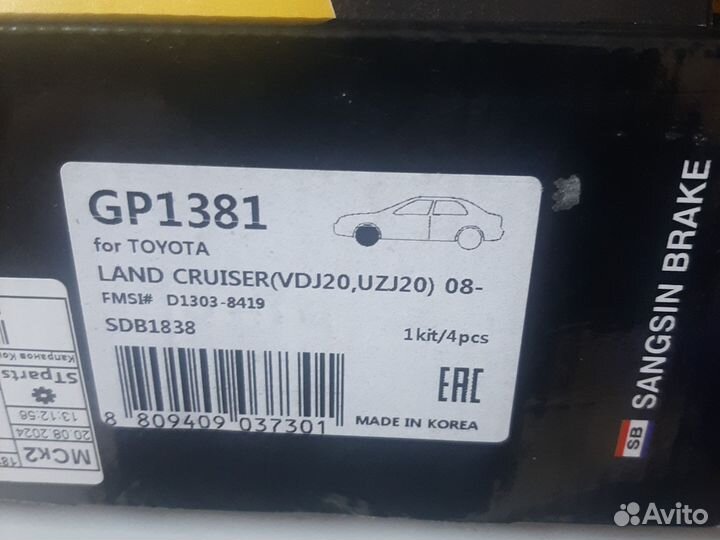 GP1381
for TOYOTA
LAND CRUISER(VDJ20,UZJ20) 08-
FMSI# D1303-8419
SDB1838
1kit/4pcs
8 809409 037301
EAC
MADE IN KOREA
SB SANGSIN BRAKE
STparts
13:12:58
20.08.2024
МСк2
Avito